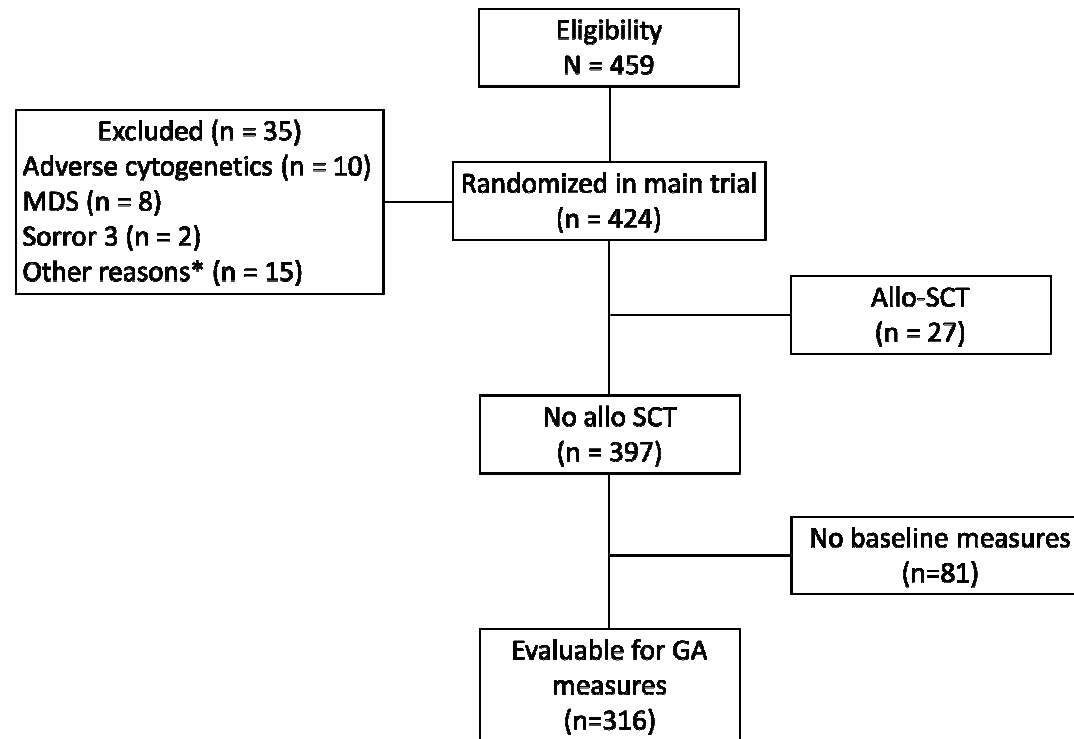 Eligibility
N = 459
Excluded (n = 35)
Adverse cytogenetics (n = 10)
MDS (n = 8)
Sorror 3 (n = 2)
Other reasons* (n = 15)
Randomized in main trial
(n = 424)
Allo-SCT
(n = 27)
No allo SCT
(n = 397)
No baseline measures
(n=81)
Evaluable for GA
measures
(n=316)